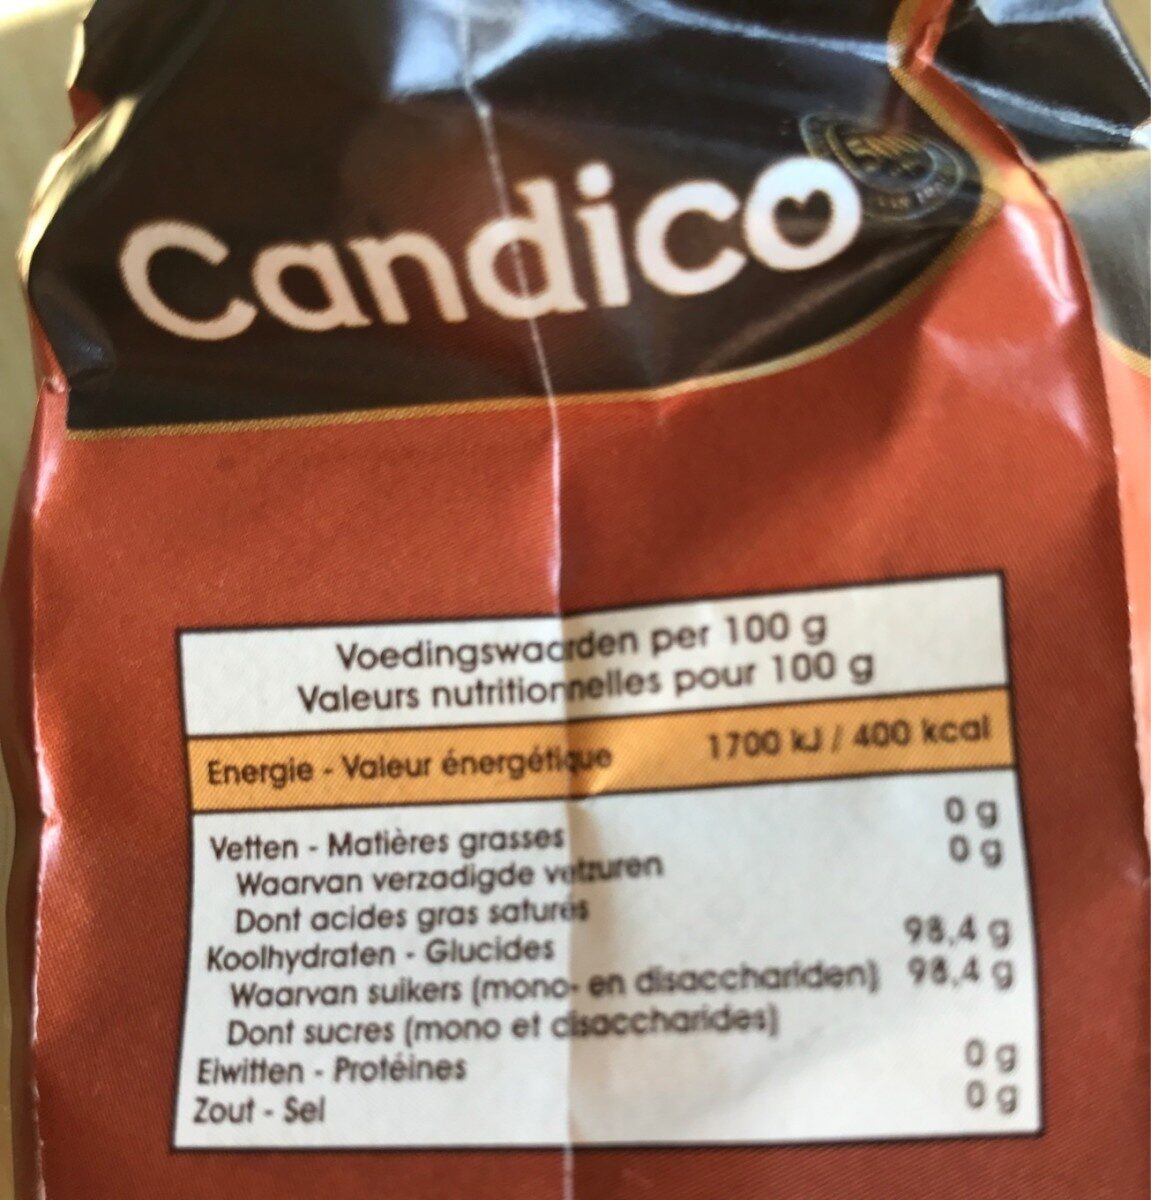 Candico
Voedingswaarden per 100 g
Valeurs nutritionnelles pour 100 g
Energie - Valeur énergétique 1700 kJ / 400 kcal
Vetten - Matières grasses 0 g
Waarvan verzadigde vetzuren 0 g
Dont acides gras saturés
Koolhydraten - Glucides 98,4 g
Waarvan suikers (mono- en disacchariden) 98,4 g
Dont sucres (mono et disaccharides)
Eiwitten - Protéines 0 g
Zout - Sel 0 g